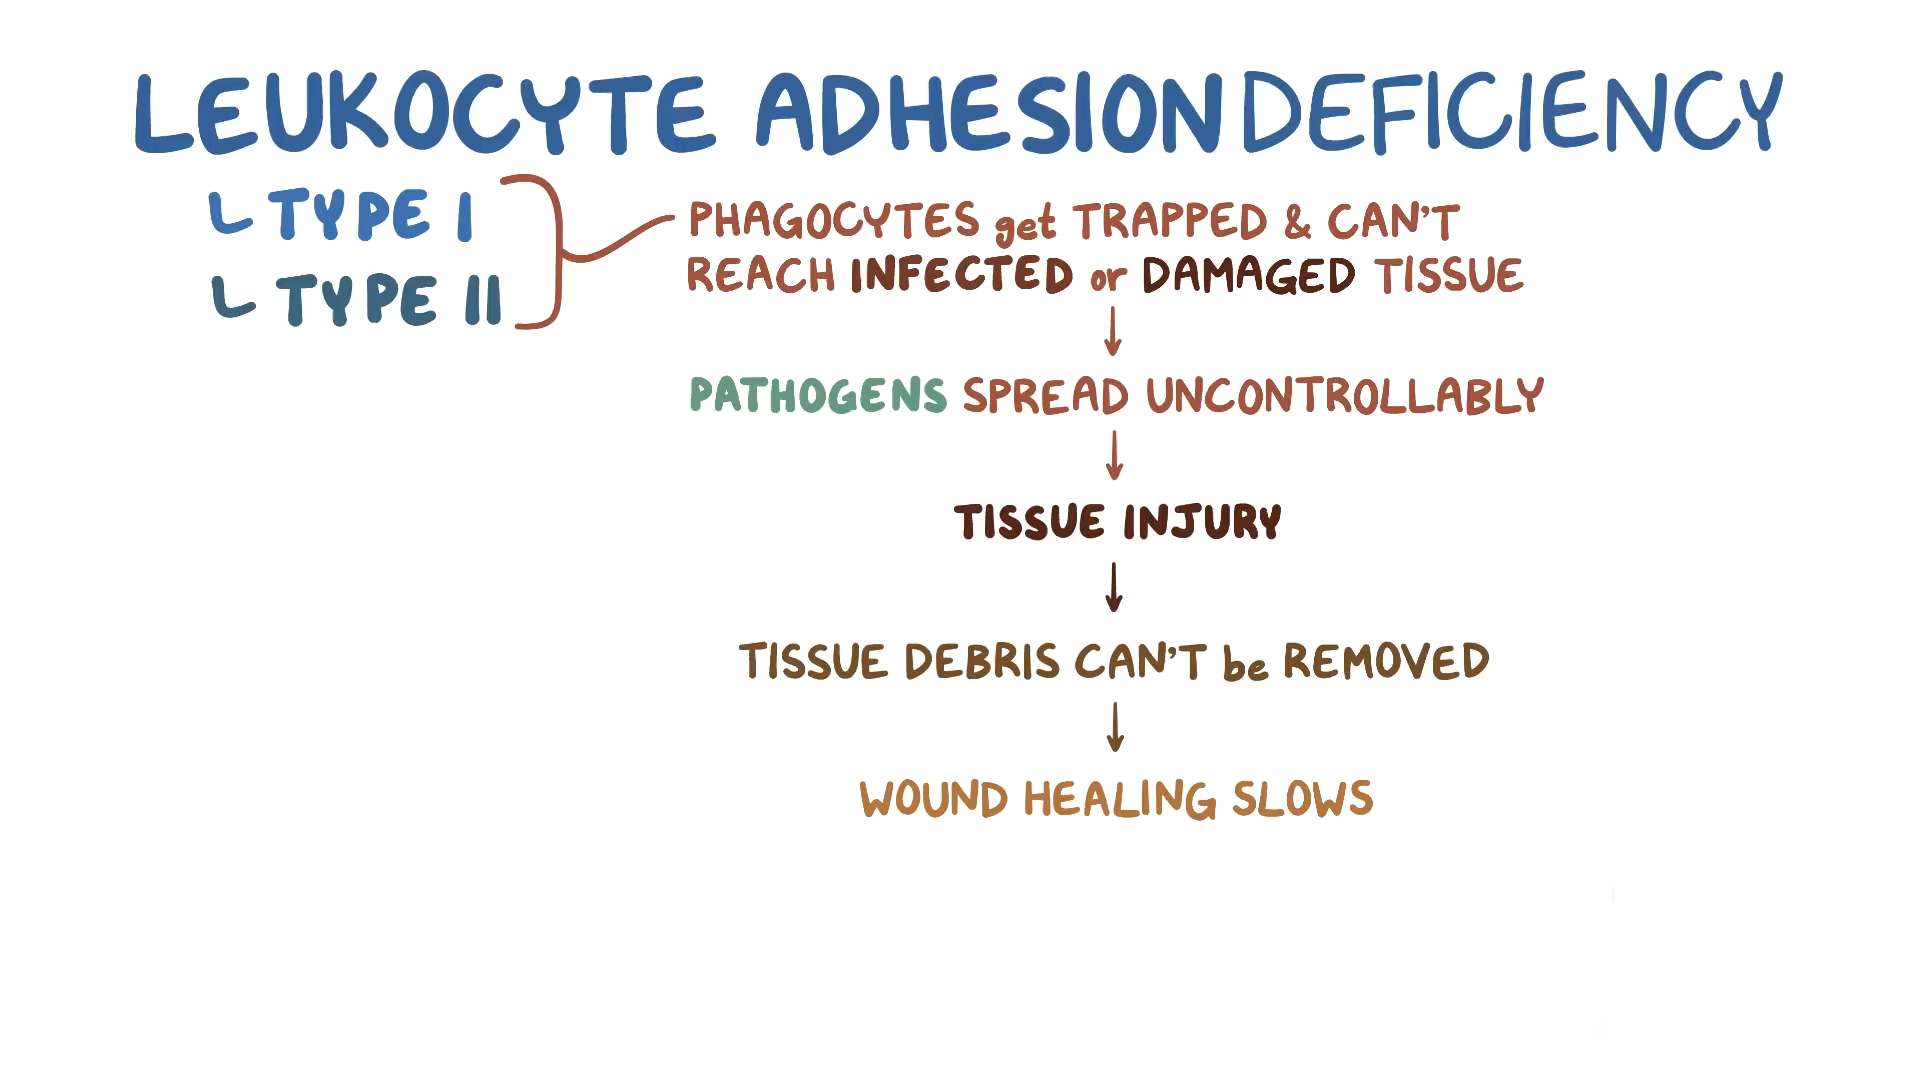 LEUKOCYTE ADHESION DEFICIENCY
TYPE I
TYPE II
PHAGOCYTES get TRAPPED & CAN'T
REACH INFECTED or DAMAGED TISSUE
PATHOGENS SPREAD UNCONTROLLABLY
TISSUE INJURY
TISSUE DEBRIS CAN'T be REMOVED
WOUND HEALING SLOWS